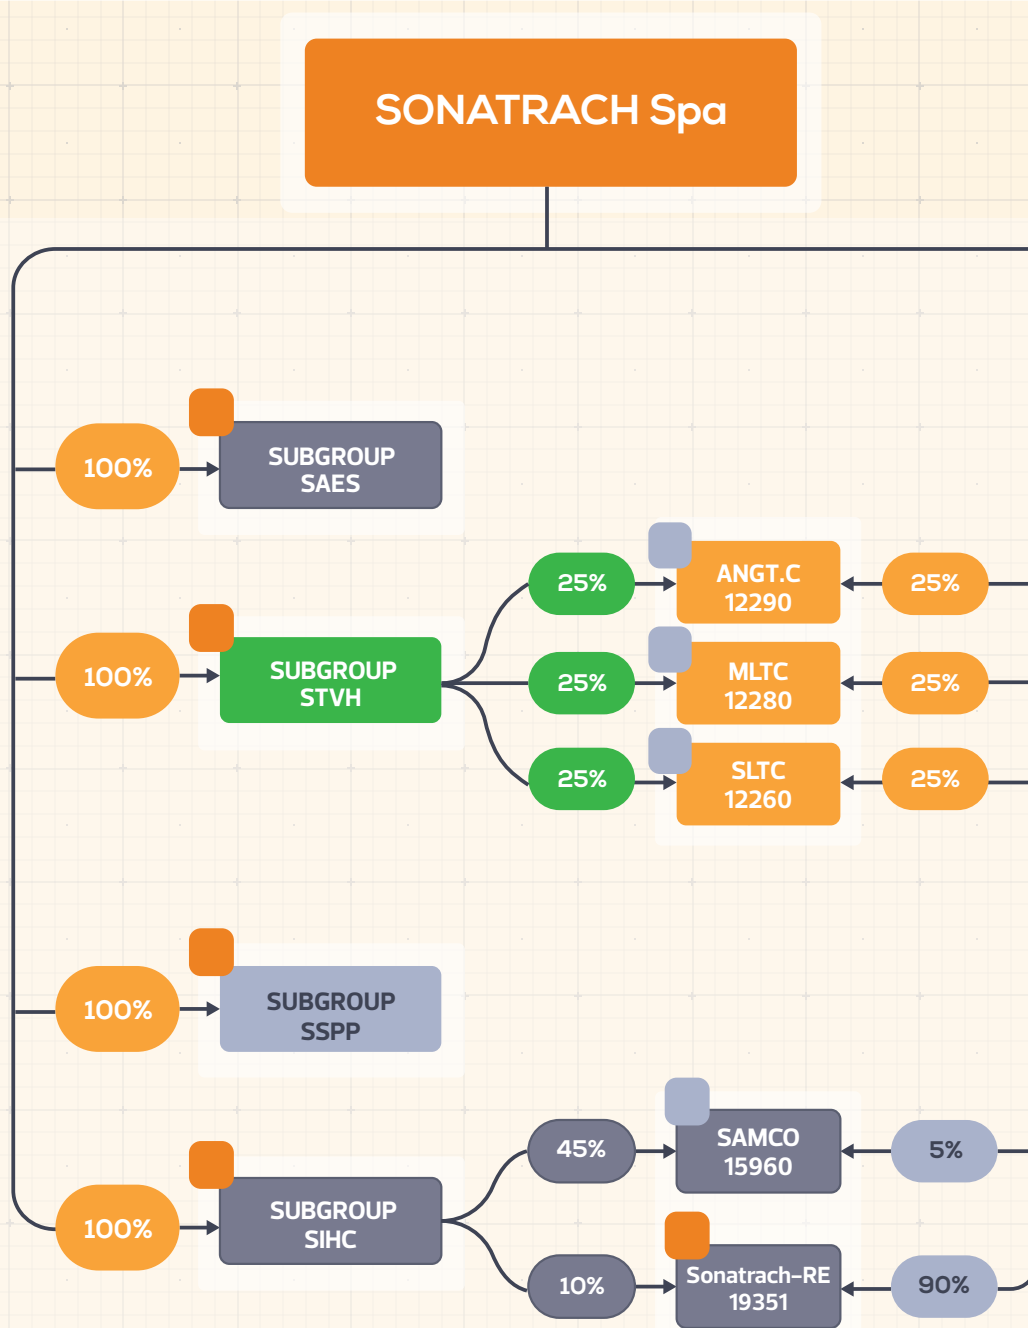 SONATRACH Spa
100%
SUBGROUP
SAES
100%
SUBGROUP
STVH
25%
ANGT.C
12290
25%
25%
MLTC
12280
25%
25%
SLTC
12260
25%
100%
SUBGROUP
SSPP
100%
SUBGROUP
SIHC
45%
SAMCO
15960
5%
10%
Sonatrach-RE
19351
90%